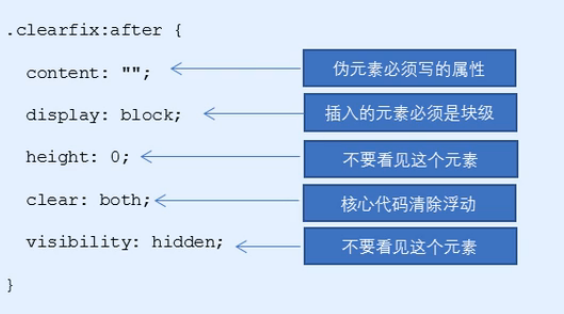 .clearfix:after {
content: ""; 伪元素必须写的属性
display: block; 插入的元素必须是块级
height: 0; 不要看见这个元素
clear: both; 核心代码清除浮动
visibility: hidden; 不要看见这个元素
}